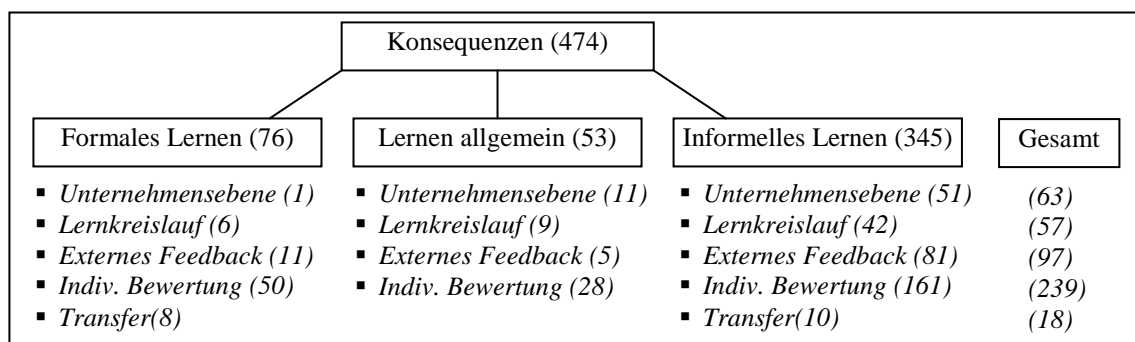 Konsequenzen (474)
Formales Lernen (76) Lernen allgemein (53) Informelles Lernen (345) Gesamt
▪ Unternehmensebene (1) ▪ Unternehmensebene (11) ▪ Unternehmensebene (51) (63)
▪ Lernkreislauf (6) ▪ Lernkreislauf (9) ▪ Lernkreislauf (42) (57)
▪ Externes Feedback (11) ▪ Externes Feedback (5) ▪ Externes Feedback (81) (97)
▪ Indiv. Bewertung (50) ▪ Indiv. Bewertung (28) ▪ Indiv. Bewertung (161) (239)
▪ Transfer(8) ▪ Transfer(10) (18)